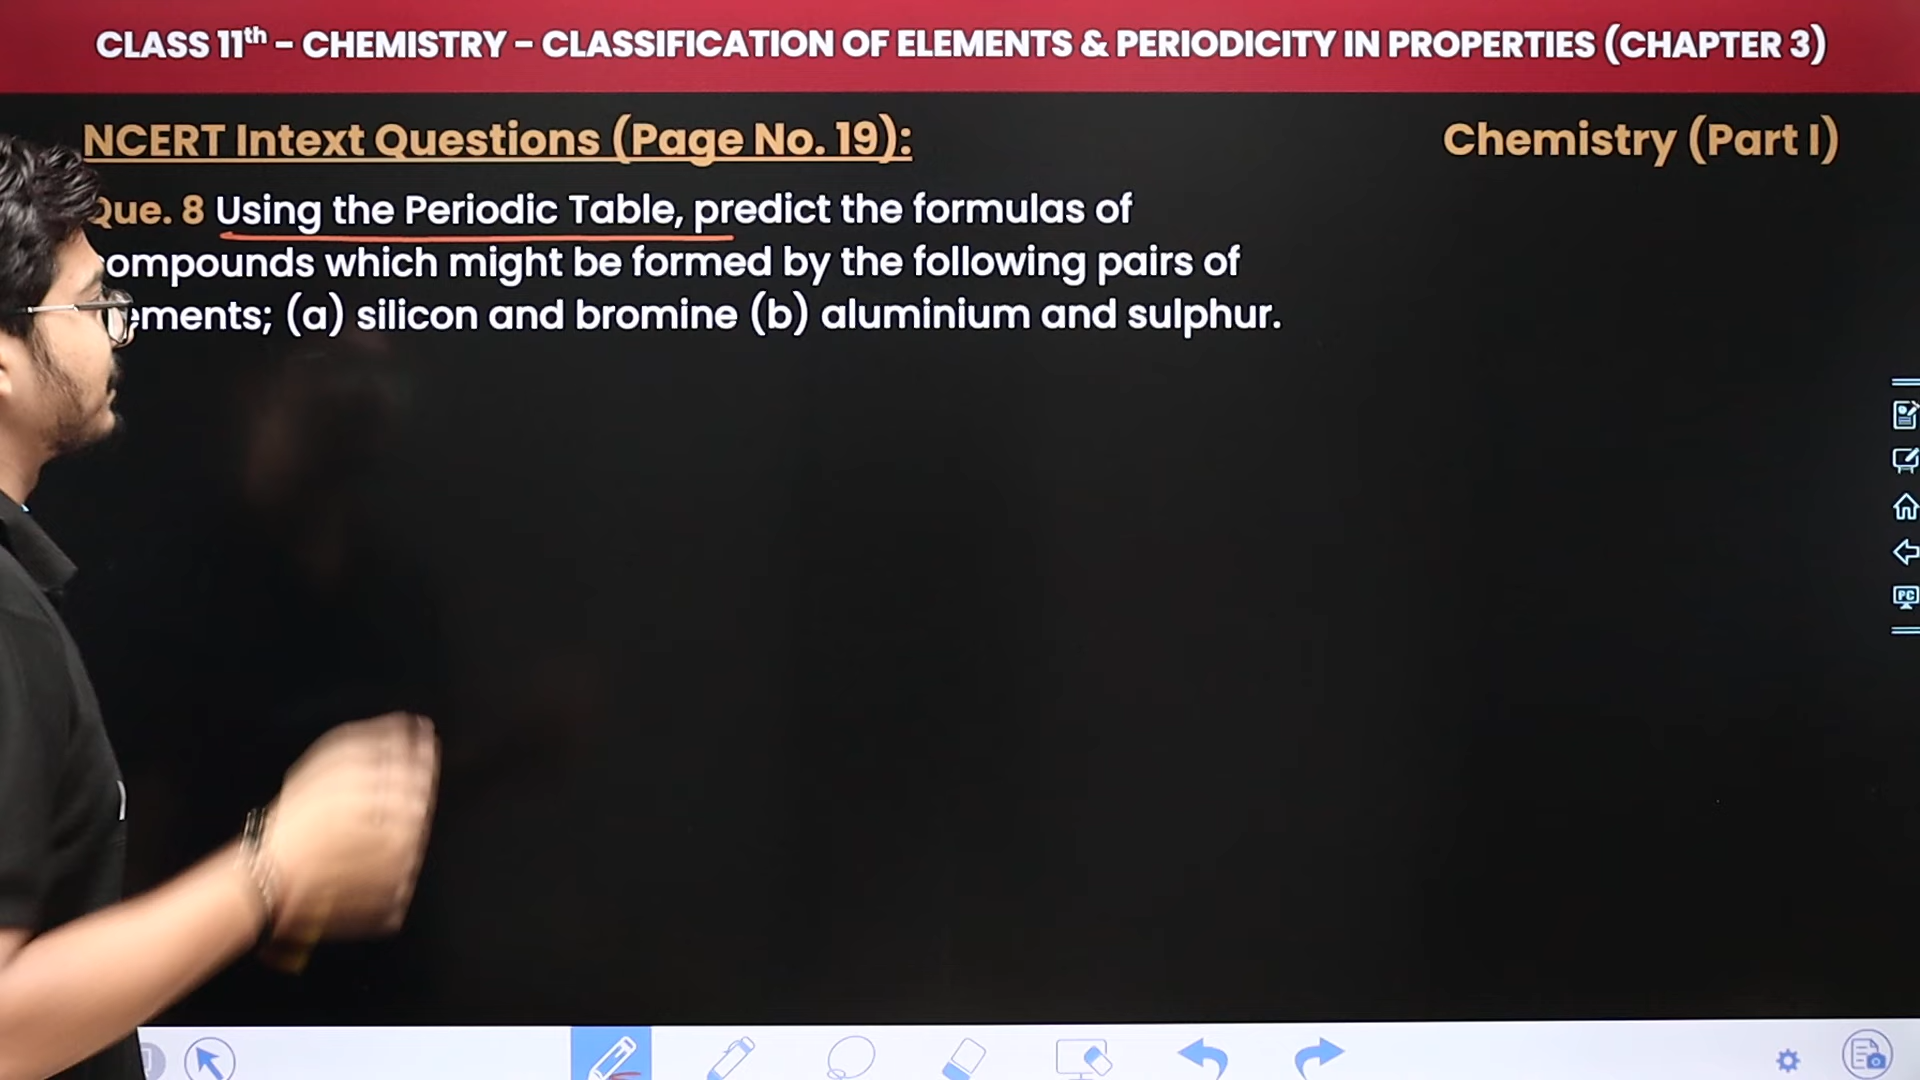 CLASS 11th – CHEMISTRY – CLASSIFICATION OF ELEMENTS & PERIODICITY IN PROPERTIES (CHAPTER 3)
NCERT Intext Questions (Page No. 19):
Chemistry (Part I)
Que. 8 Using the Periodic Table, predict the formulas of
ompounds which might be formed by the following pairs of
ements; (a) silicon and bromine (b) aluminium and sulphur.
PC